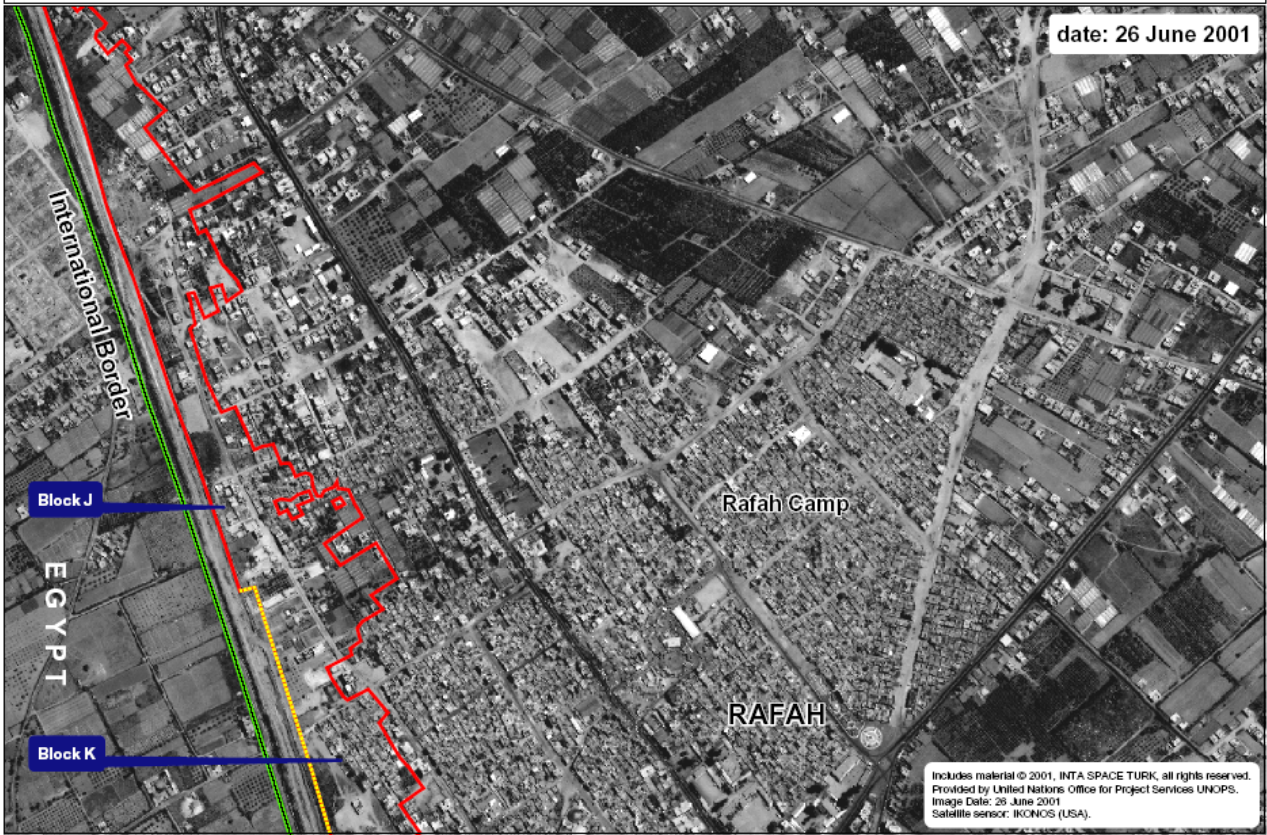 date: 26 June 2001
International Border
Block J
Rafah Camp
EGYPT
RAFAH
Block K
Includes material © 2001, INTA SPACE TURK, all rights reserved.
Provided by United Nations Office for Project Services UNOPS.
Image Date: 26 June 2001
Satellite sensor: IKONOS (USA).